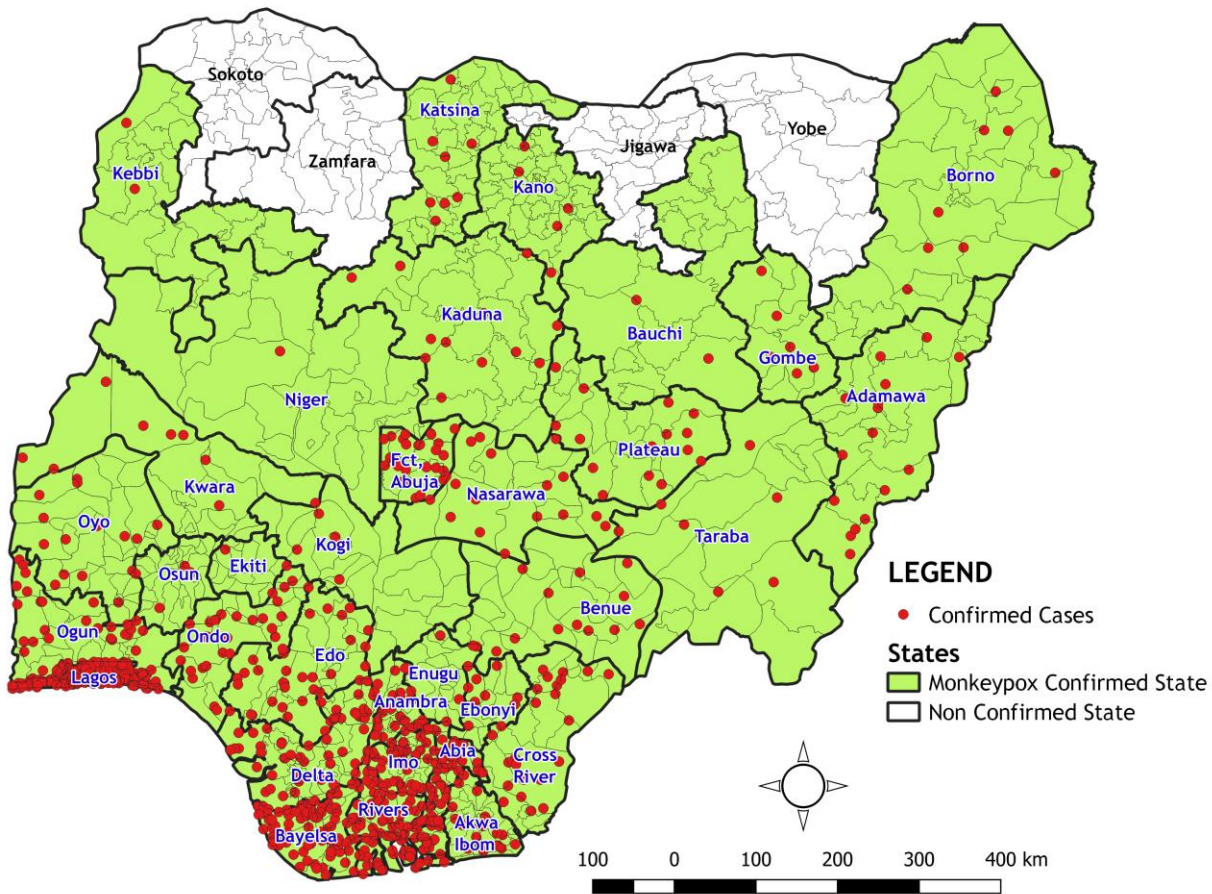 Sokoto
Katsina
Yobe
Zamfara
Jigawa
Kebbi
Kano
Borno
Kaduna
Bauchi
Gombe
Niger
Adamawa
Plateau
Fct,
Abuja
Kwara
Nasarawa
Oyo
Kogi
Taraba
Osun
Ekiti
Benue
Ogun
Ondo
Edo
Lagos
Enugu
Anambra
Ebonyi
Abia
Imo
Cross
River
Delta
Rivers
Bayelsa
Akwa
Ibom
LEGEND
Confirmed Cases
States
Monkeypox Confirmed State
Non Confirmed State
100 0 100 200 300 400 km